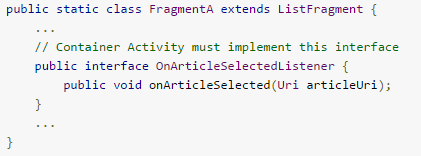 public static class FragmentA extends ListFragment {
    ...
    // Container Activity must implement this interface
    public interface OnArticleSelectedListener {
        public void onArticleSelected(Uri articleUri);
    }
    ...
}